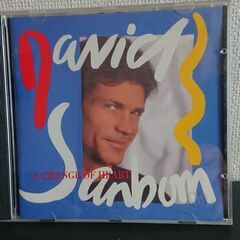 David
A CHANGE OF HEART
Sanborn